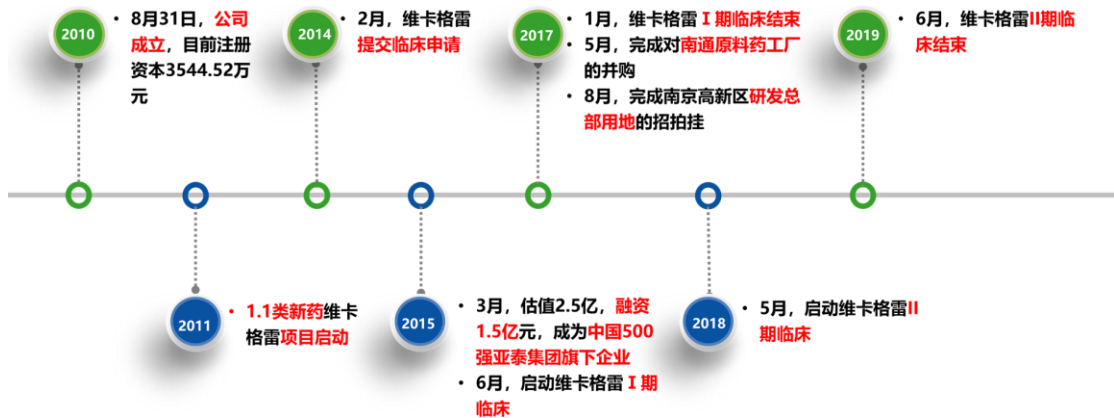 2010
• 8月31日，公司
成立，目前注册
资本3544.52万
元
2014
• 2月，维卡格雷
提交临床申请
2017
• 1月，维卡格雷Ⅰ期临床结束
• 5月，完成对南通原料药工厂
的并购
• 8月，完成南京高新区研发总
部用地的招拍挂
2019
• 6月，维卡格雷II期临
床结束
2011
• 1.1类新药维卡
格雷项目启动
2015
• 3月，估值2.5亿，融资
1.5亿元，成为中国500
强亚泰集团旗下企业
• 6月，启动维卡格雷Ⅰ期
临床
2018
• 5月，启动维卡格雷II
期临床